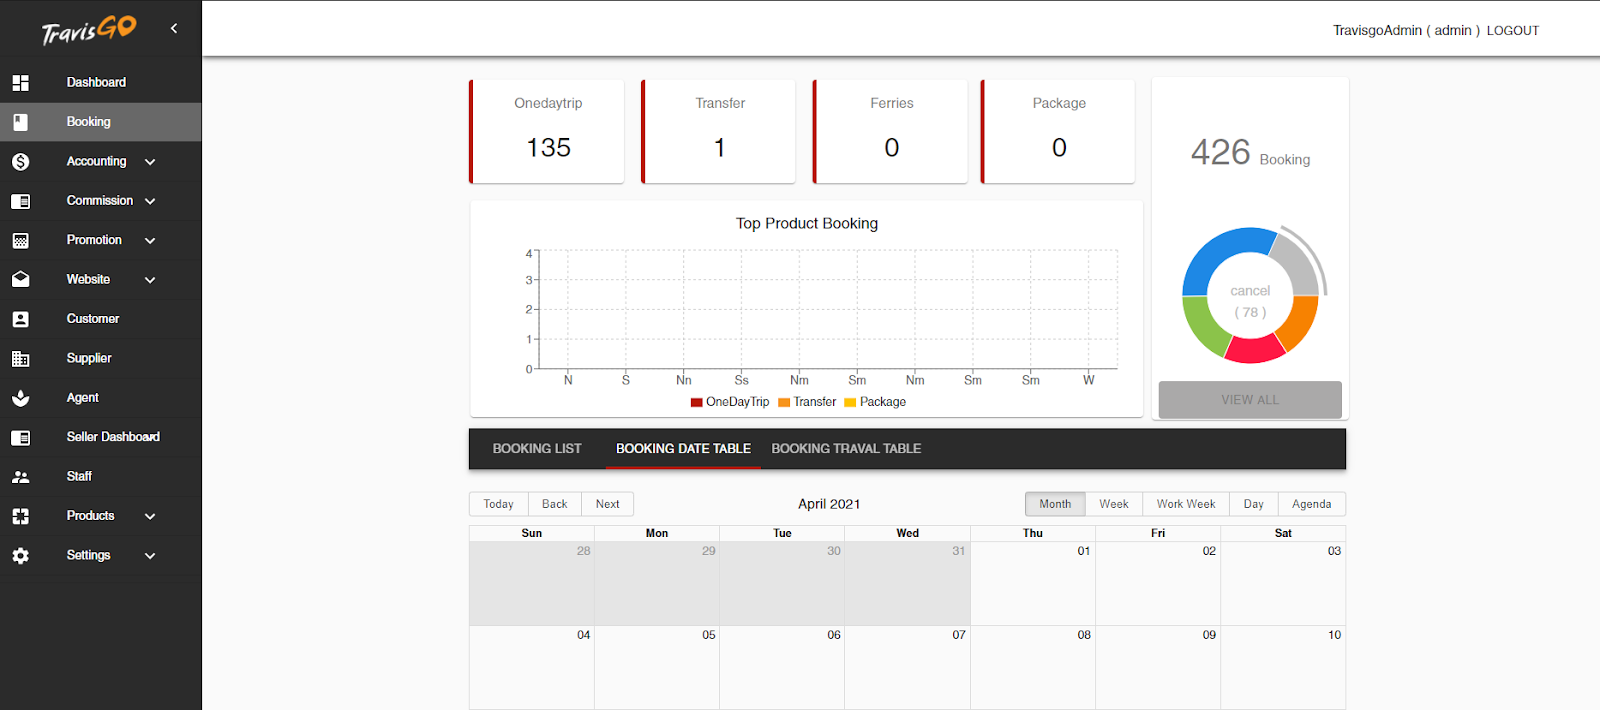 TravisGO
TravisgoAdmin ( admin ) LOGOUT
Dashboard
Booking
Accounting
Commission
Promotion
Website
Customer
Supplier
Agent
Seller Dashboard
Staff
Products
Settings
Onedaytrip
135
Transfer
1
Ferries
0
Package
0
426 Booking
cancel
( 78 )
VIEW ALL
Top Product Booking
4
3
2
1
0
N S Nn Ss Nm Sm Nm Sm Sm W
OneDayTrip Transfer Package
BOOKING LIST BOOKING DATE TABLE BOOKING TRAVAL TABLE
Today Back Next April 2021 Month Week Work Week Day Agenda
Sun Mon Tue Wed Thu Fri Sat
28 29 30 31 01 02 03
04 05 06 07 08 09 10